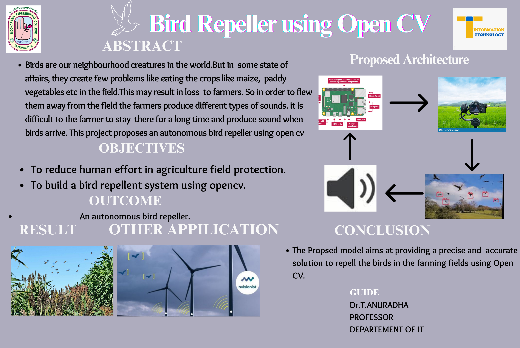 Bird Repeller using Open CV
INFORMATION
TECHNOLOGY
ABSTRACT
Birds are our neighbourhood creatures in the world.But in some state of
affairs, they create few problems like eating the crops like maize, paddy
vegetables etc in the field.This may result in loss to farmers. So in order to flew
them away from the field the farmers produce different types of sounds. it is
difficult to the farmer to stay there for a long time and produce sound when
birds arrive. This project proposes an autonomous bird repeller using open cv
OBJECTIVES
To reduce human effort in agriculture field protection.
To build a bird repellent system using opencv.
OUTCOME
An autonomous bird repeller.
RESULT
OTHER APPILICATION
Proposed Architecture
CONCLUSION
The Propsed model aims at providing a precise and accurate
solution to repell the birds in the famning fields using Open
CV.
GUIDE
Dr.T.ANURADHA
PROFESSOR
DEPARTEMENT OF IT